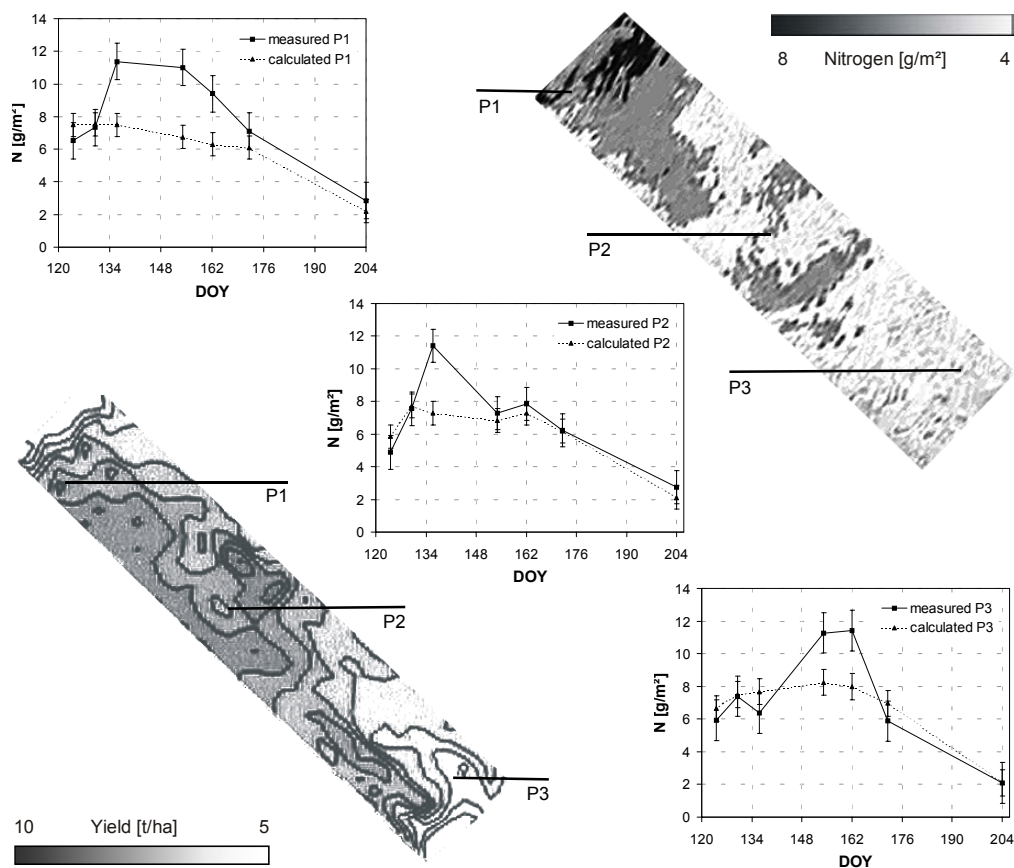 14
12
10
8
6
4
2
0
N [g/m²]
measured P1
calculated P1
120 134 148 162 176 190 204
DOY
8 Nitrogen [g/m²] 4
P1
P2
P3
14
12
10
8
6
4
2
0
N [g/m²]
measured P2
calculated P2
120 134 148 162 176 190 204
DOY
P1
P2
P3
10 Yield [t/ha] 5
14
12
10
8
6
4
2
0
N [g/m²]
measured P3
calculated P3
120 134 148 162 176 190 204
DOY